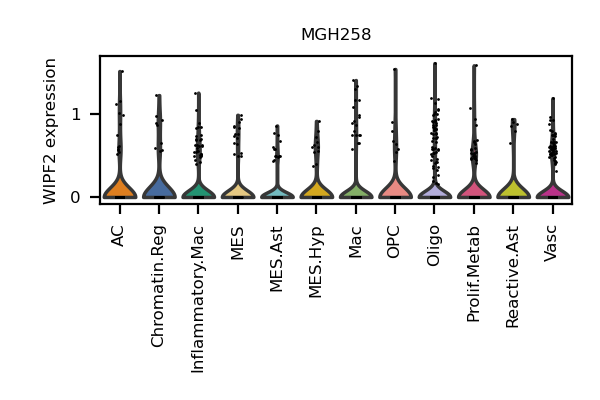 MGH258
WIPF2 expression
1
0
AC
Chromatin.Reg
Inflammatory.Mac
MES
MES.Ast
MES.Hyp
Mac
OPC
Oligo
Prolif.Metab
Reactive.Ast
Vasc